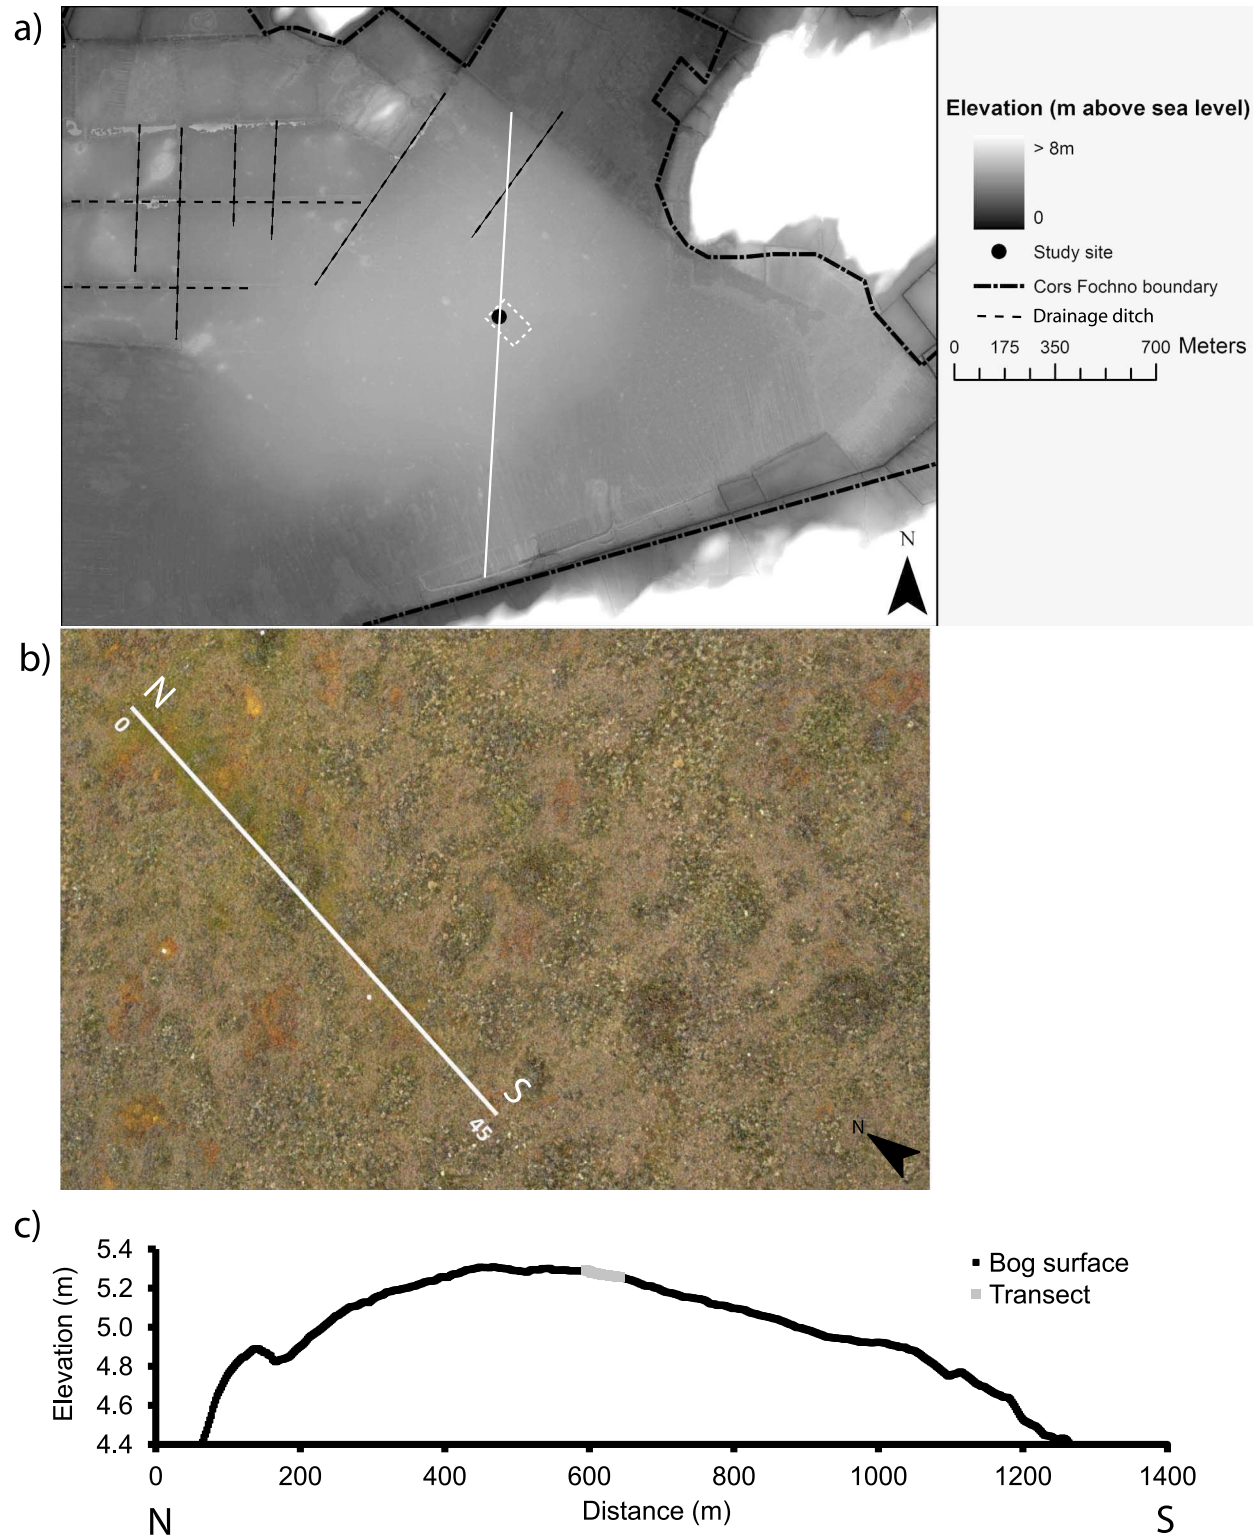 a)
Elevation (m above sea level)
> 8m
0
Study site
Cors Fochno boundary
Drainage ditch
0 175 350 700 Meters
N
b)
N
0
S
45
N
c)
5.4
5.2
5.0
4.8
4.6
4.4
Elevation (m)
Bog surface
Transect
0 200 400 600 800 1000 1200 1400
Distance (m)
N S